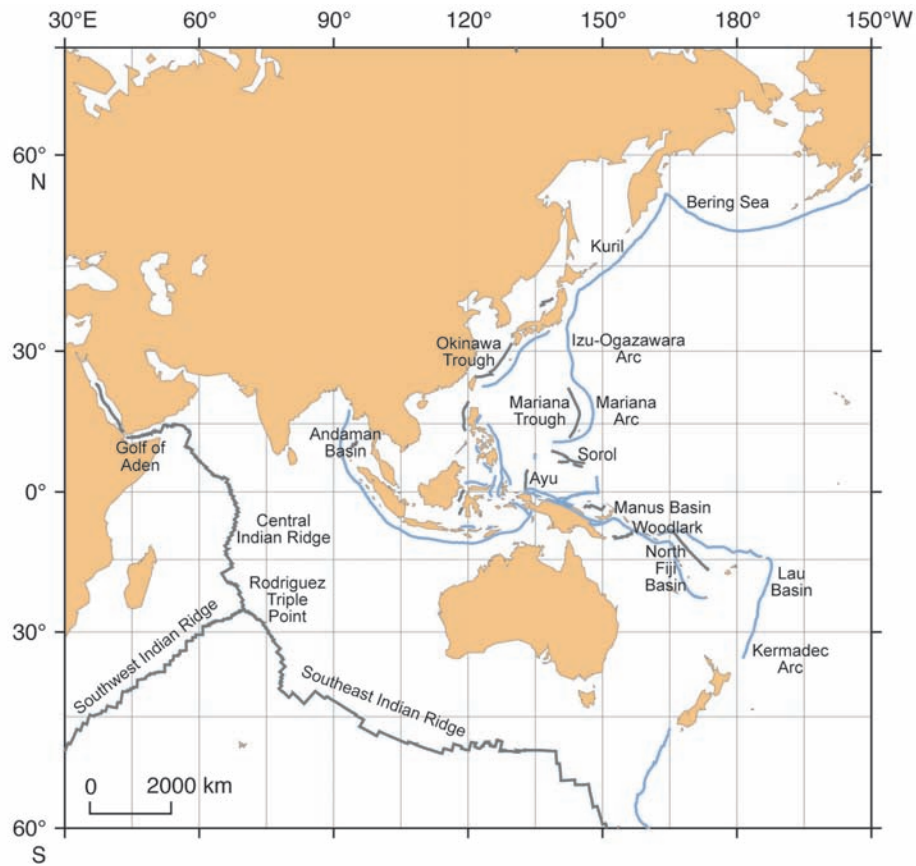 30°E
60°
90°
120°
150°
180°
150°W
60°
N
30°
0°
30°
60°
S
Bering Sea
Kuril
Okinawa
Trough
Izu-Ogazawara
Arc
Mariana
Trough
Mariana
Arc
Andaman
Basin
Golf of
Aden
Sorol
Ayu
Manus Basin
Woodlark
North
Fiji
Basin
Central
Indian Ridge
Rodriguez
Triple
Point
Lau
Basin
Kermadec
Arc
Southwest Indian Ridge
Southeast Indian Ridge
0 2000 km